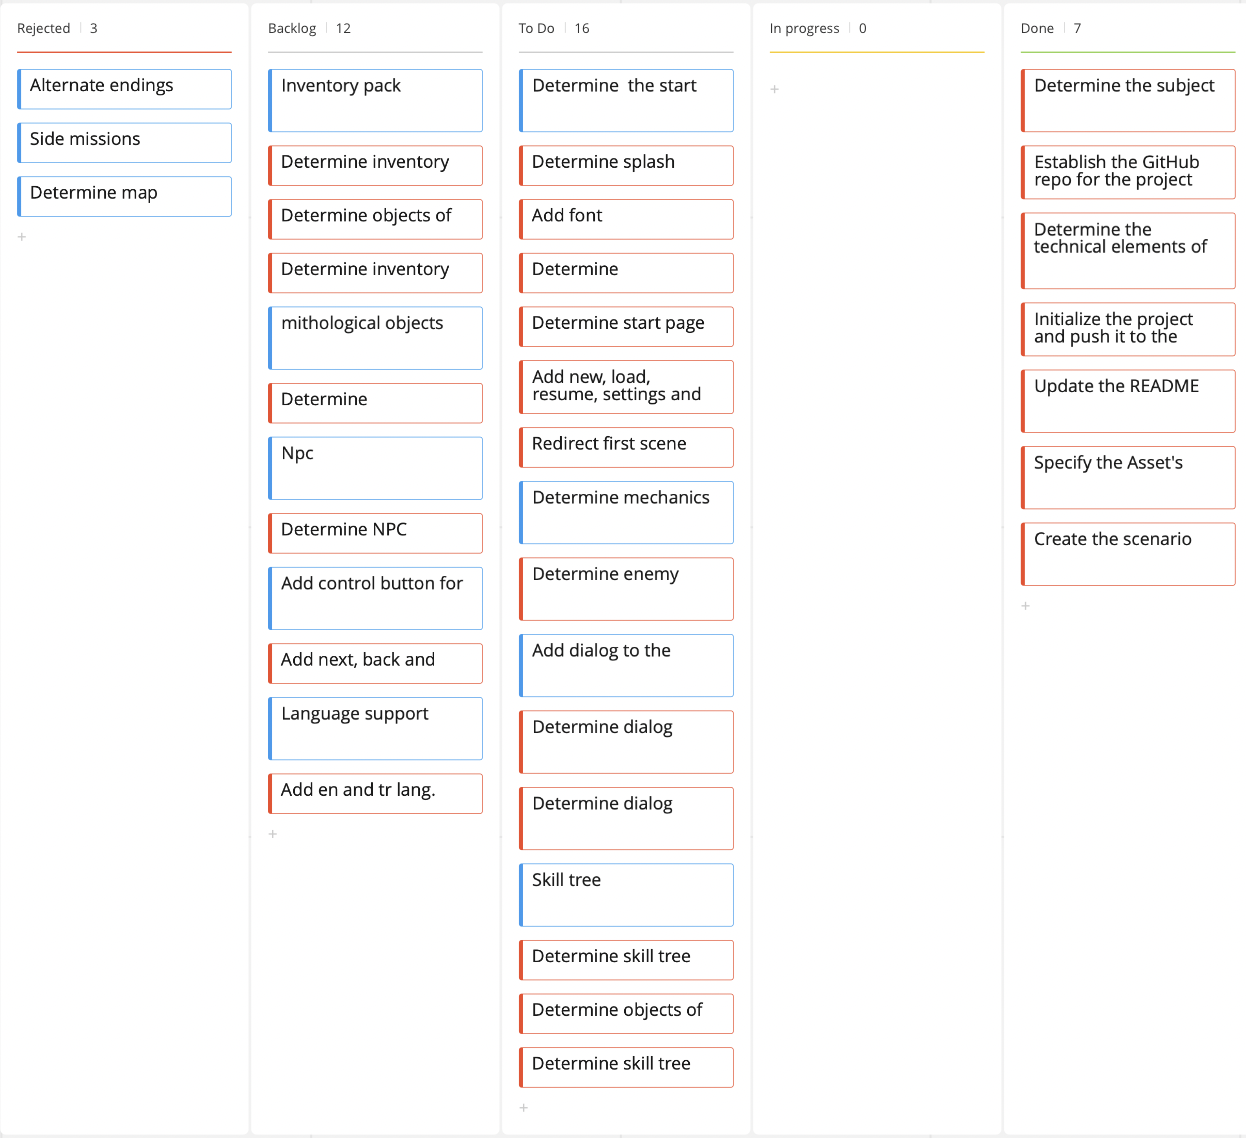 Rejected 3
Alternate endings
Side missions
Determine map
+
Backlog 12
Inventory pack
Determine inventory
Determine objects of
Determine inventory
mithological objects
Determine
Npc
Determine NPC
Add control button for
Add next, back and
Language support
Add en and tr lang.
+
To Do 16
Determine  the start
Determine splash
Add font
Determine
Determine start page
Add new, load,
resume, settings and
Redirect first scene
Determine mechanics
Determine enemy
Add dialog to the
Determine dialog
Determine dialog
Skill tree
Determine skill tree
Determine objects of
Determine skill tree
+
In progress 0
+
Done 7
Determine the subject
Establish the GitHub
repo for the project
Determine the
technical elements of
Initialize the project
and push it to the
Update the README
Specify the Asset's
Create the scenario
+